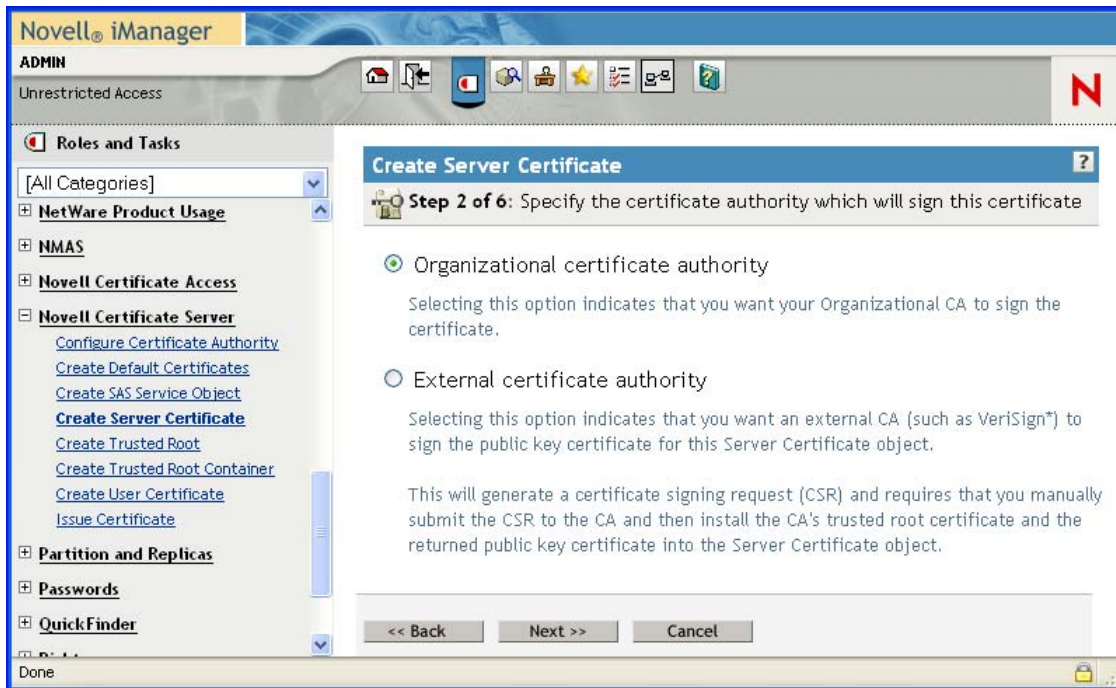 Novell® iManager
ADMIN
Unrestricted Access
N
Roles and Tasks
[All Categories]
NetWare Product Usage
NMAS
Novell Certificate Access
Novell Certificate Server
Configure Certificate Authority
Create Default Certificates
Create SAS Service Object
Create Server Certificate
Create Trusted Root
Create Trusted Root Container
Create User Certificate
Issue Certificate
Partition and Replicas
Passwords
QuickFinder
Create Server Certificate
?
Step 2 of 6: Specify the certificate authority which will sign this certificate
Organizational certificate authority
Selecting this option indicates that you want your Organizational CA to sign the
certificate.
External certificate authority
Selecting this option indicates that you want an external CA (such as VeriSign*) to
sign the public key certificate for this Server Certificate object.
This will generate a certificate signing request (CSR) and requires that you manually
submit the CSR to the CA and then install the CA's trusted root certificate and the
returned public key certificate into the Server Certificate object.
<< Back
Next >>
Cancel
Done